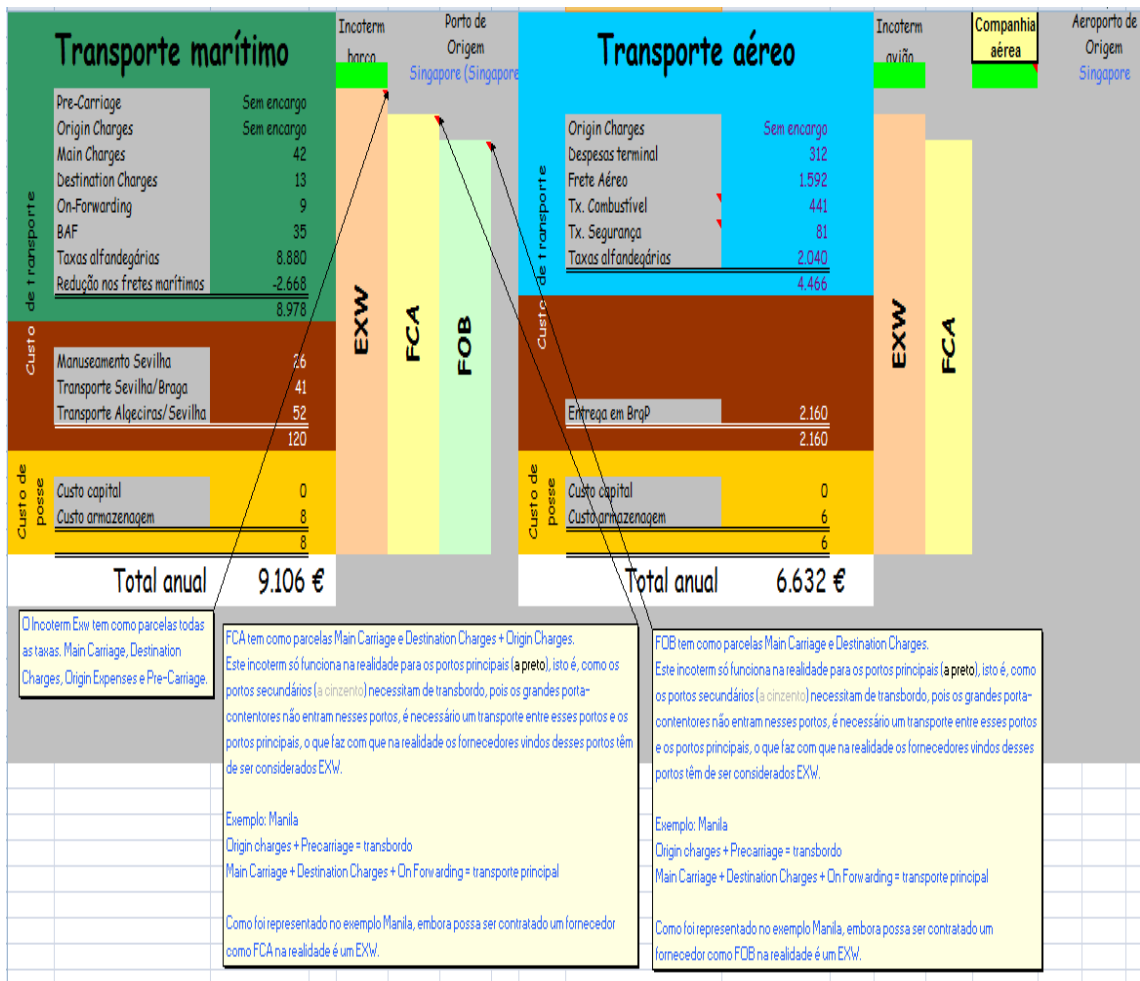 Transporte marítimo
Incoterm
barco
Porto de
Origem
Singapore (Singapore
Pre-Carriage Sem encargo
Origin Charges Sem encargo
Main Charges 42
Destination Charges 13
On-Forwarding 9
BAF 35
Taxas alfandegárias 8.880
Redução nos fretes marítimos -2.668
8.978
Custo de transporte
Manuseamento Sevilha 26
Transporte Sevilha/Braga 41
Transporte Algeciras/Sevilha 52
120
Custo de
posse
Custo capital 0
Custo armazenagem 8
8
Total anual 9.106 €
EXW
FCA
FOB
Transporte aéreo
Incoterm
avião
Companhia
aérea
Aeroporto de
Origem
Singapore
Origin Charges Sem encargo
Despesas terminal 312
Frete Aéreo 1.592
Tx. Combustível 441
Tx. Segurança 81
Taxas alfandegárias 2.040
4.466
Custo de transporte
Entrega em BrgP 2.160
2.160
Custo de
posse
Custo capital 0
Custo armazenagem 6
6
Total anual 6.632 €
EXW
FCA
O Incoterm Exw tem como parcelas todas
as taxas. Main Carriage, Destination
Charges, Origin Expenses e Pre-Carriage.
FCA tem como parcelas Main Carriage e Destination Charges + Origin Charges.
Este incoterm só funciona na realidade para os portos principais (a preto), isto é, como os
portos secundários (a cinzento) necessitam de transbordo, pois os grandes porta-
contentores não entram nesses portos, é necessário um transporte entre esses portos e os
portos principais, o que faz com que na realidade os fornecedores vindos desses portos têm
de ser considerados EXW.
Exemplo: Manila
Origin charges + Precarriage = transbordo
Main Carriage + Destination Charges + On Forwarding = transporte principal
Como foi representado no exemplo Manila, embora possa ser contratado um fornecedor
como FCA na realidade é um EXW.
FOB tem como parcelas Main Carriage e Destination Charges.
Este incoterm só funciona na realidade para os portos principais (a preto), isto é, como
os portos secundários (a cinzento) necessitam de transbordo, pois os grandes porta-
contentores não entram nesses portos, é necessário um transporte entre esses portos
e os portos principais, o que faz com que na realidade os fornecedores vindos desses
portos têm de ser considerados EXW.
Exemplo: Manila
Origin charges + Precarriage = transbordo
Main Carriage + Destination Charges + On Forwarding = transporte principal
Como foi representado no exemplo Manila, embora possa ser contratado um
fornecedor como FOB na realidade é um EXW.